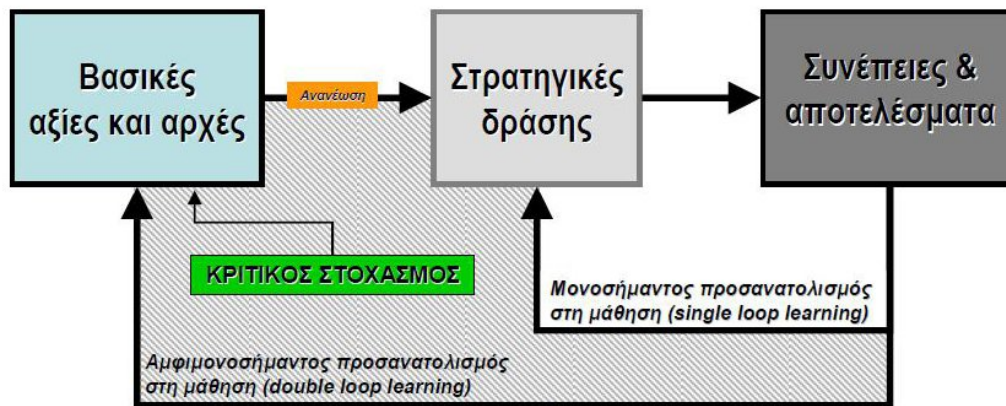 Βασικές
αξίες και αρχές
Ανανέωση
Στρατηγικές
δράσης
Συνέπειες &
αποτελέσματα
ΚΡΙΤΙΚΟΣ ΣΤΟΧΑΣΜΟΣ
Μονοσήμαντος προσανατολισμός
στη μάθηση (single loop learning)
Αμφιμονοσήμαντος προσανατολισμός
στη μάθηση (double loop learning)